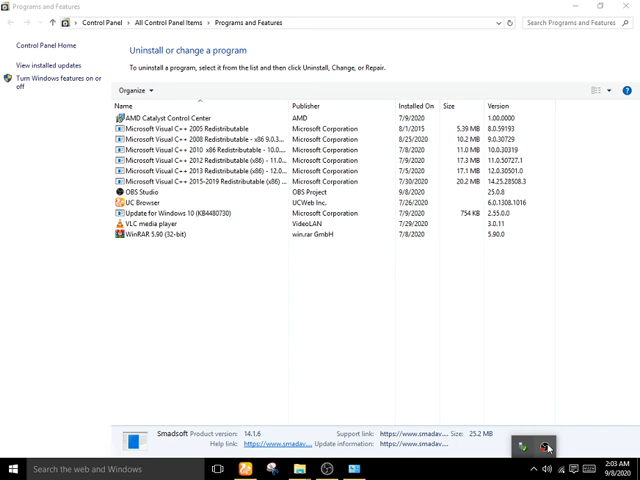 Programs and Features
Control Panel > All Control Panel Items > Programs and Features
Search Programs and Features
Control Panel Home
View installed updates
Turn Windows features on or
off
Uninstall or change a program
To uninstall a program, select it from the list and then click Uninstall, Change, or Repair.
Organize
Name Publisher Installed On Size Version
AMD Catalyst Control Center AMD 7/9/2020 1.00.0000
Microsoft Visual C++ 2005 Redistributable Microsoft Corporation 8/1/2015 5.39 MB 8.0.59193
Microsoft Visual C++ 2008 Redistributable - x86 9.0.3... Microsoft Corporation 8/25/2020 10.2 MB 9.0.30729
Microsoft Visual C++ 2010 x86 Redistributable - 10.0.... Microsoft Corporation 7/8/2020 11.0 MB 10.0.30319
Microsoft Visual C++ 2012 Redistributable (x86) - 11.0... Microsoft Corporation 7/9/2020 17.3 MB 11.0.50727.1
Microsoft Visual C++ 2013 Redistributable (x86) - 12.0... Microsoft Corporation 7/5/2020 17.1 MB 12.0.30501.0
Microsoft Visual C++ 2015-2019 Redistributable (x86) ... Microsoft Corporation 7/30/2020 20.2 MB 14.25.28508.3
OBS Studio OBS Project 9/8/2020 25.0.8
UC Browser UCWeb Inc. 7/26/2020 6.0.1308.1016
Update for Windows 10 (KB4480730) Microsoft Corporation 7/9/2020 754 KB 2.55.0.0
VLC media player VideoLAN 7/29/2020 3.0.11
WinRAR 5.90 (32-bit) win.rar GmbH 7/8/2020 5.90.0
Smadsoft Product version: 14.1.6 Support link: https://www.smadav.... Size: 25.2 MB
Help link: https://www.smadav.... Update information: https://www.smadav....
Search the web and Windows
2:03 AM
9/8/2020